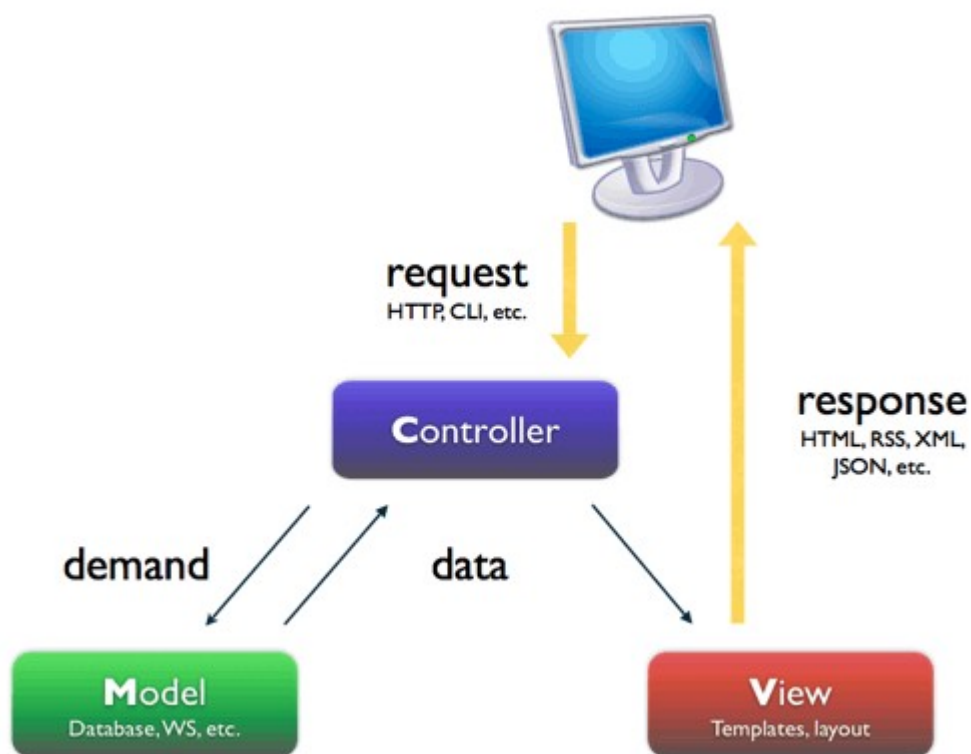 request
HTTP, CLI, etc.
Controller
response
HTML, RSS, XML,
JSON, etc.
demand
data
Model
Database, WS, etc.
View
Templates, layout